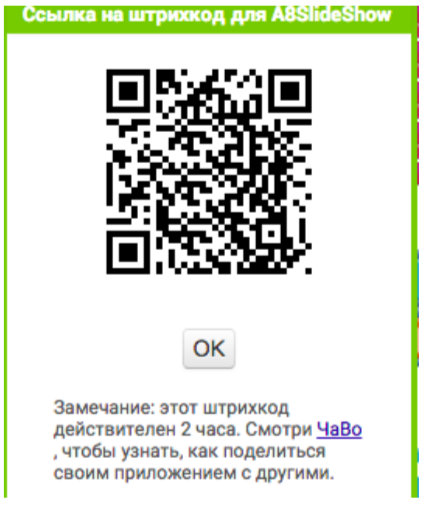 Ссылка на штрихкод для A8SlideShow
OK
Замечание: этот штрихкод
действителен 2 часа. Смотри ЧаВо
, чтобы узнать, как поделиться
своим приложением с другими.